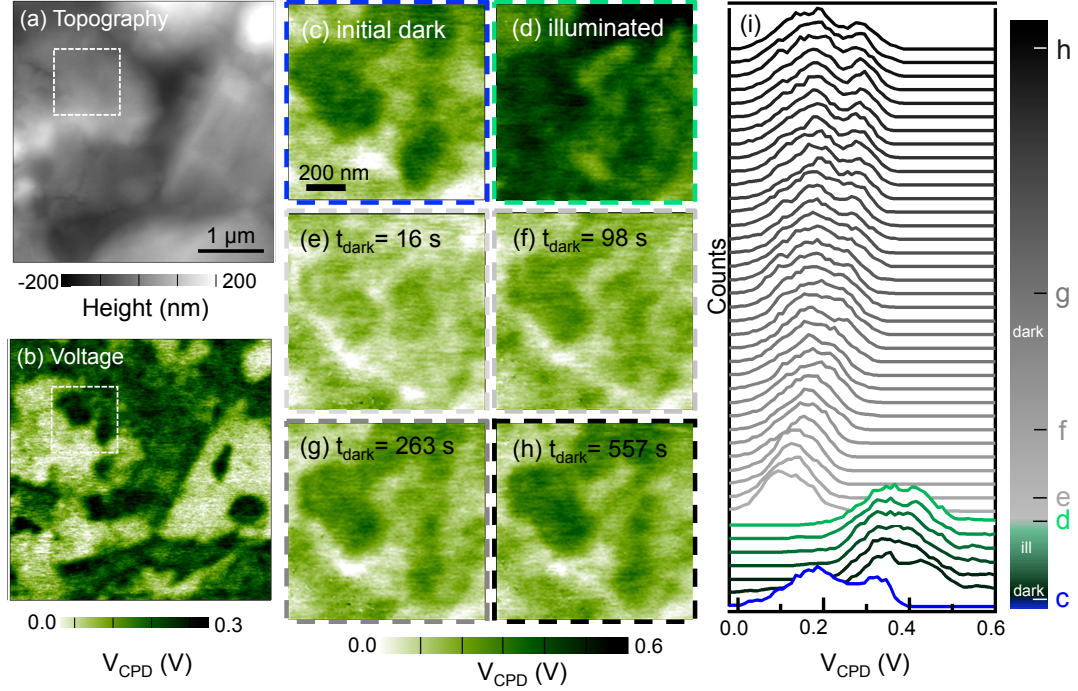 (a) Topography
1 µm
-200
200
Height (nm)
(b) Voltage
0.0
0.3
V_CPD (V)
(c) initial dark
200 nm
(d) illuminated
(e) t_dark= 16 s
(f) t_dark= 98 s
(g) t_dark= 263 s
(h) t_dark= 557 s
0.0
0.6
V_CPD (V)
(i)
Counts
0.0
0.2
0.4
0.6
V_CPD (V)
h
g
dark
f
e
d
ill
dark
c